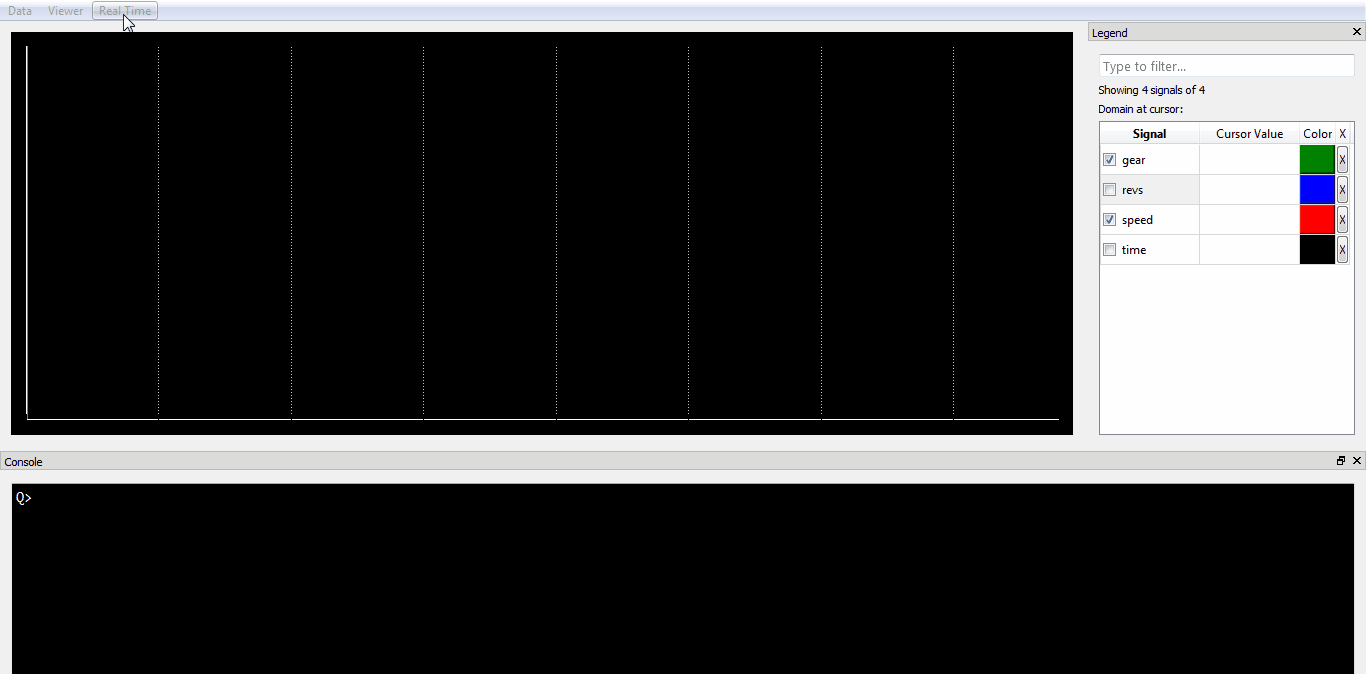 Data Viewer Real Time
Legend X
Type to filter...
Showing 4 signals of 4
Domain at cursor:
Signal Cursor Value Color X
gear X
revs X
speed X
time X
Console
Q>